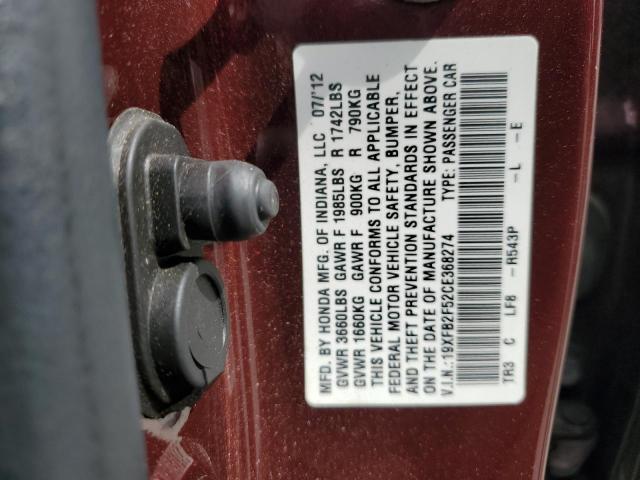 MFD. BY HONDA MFG. OF INDIANA, LLC 07/'12
GVWR 3660LBS GAWR F 1985LBS R 1742LBS
GVWR 1660KG GAWR F 900KG R 790KG
THIS VEHICLE CONFORMS TO ALL APPLICABLE
FEDERAL MOTOR VEHICLE SAFETY, BUMPER,
AND THEFT PREVENTION STANDARDS IN EFFECT
ON THE DATE OF MANUFACTURE SHOWN ABOVE.
V.I.N.:19XFB2F52CE368274 TYPE: PASSENGER CAR
TR3 C LF8 -R543P -L -E